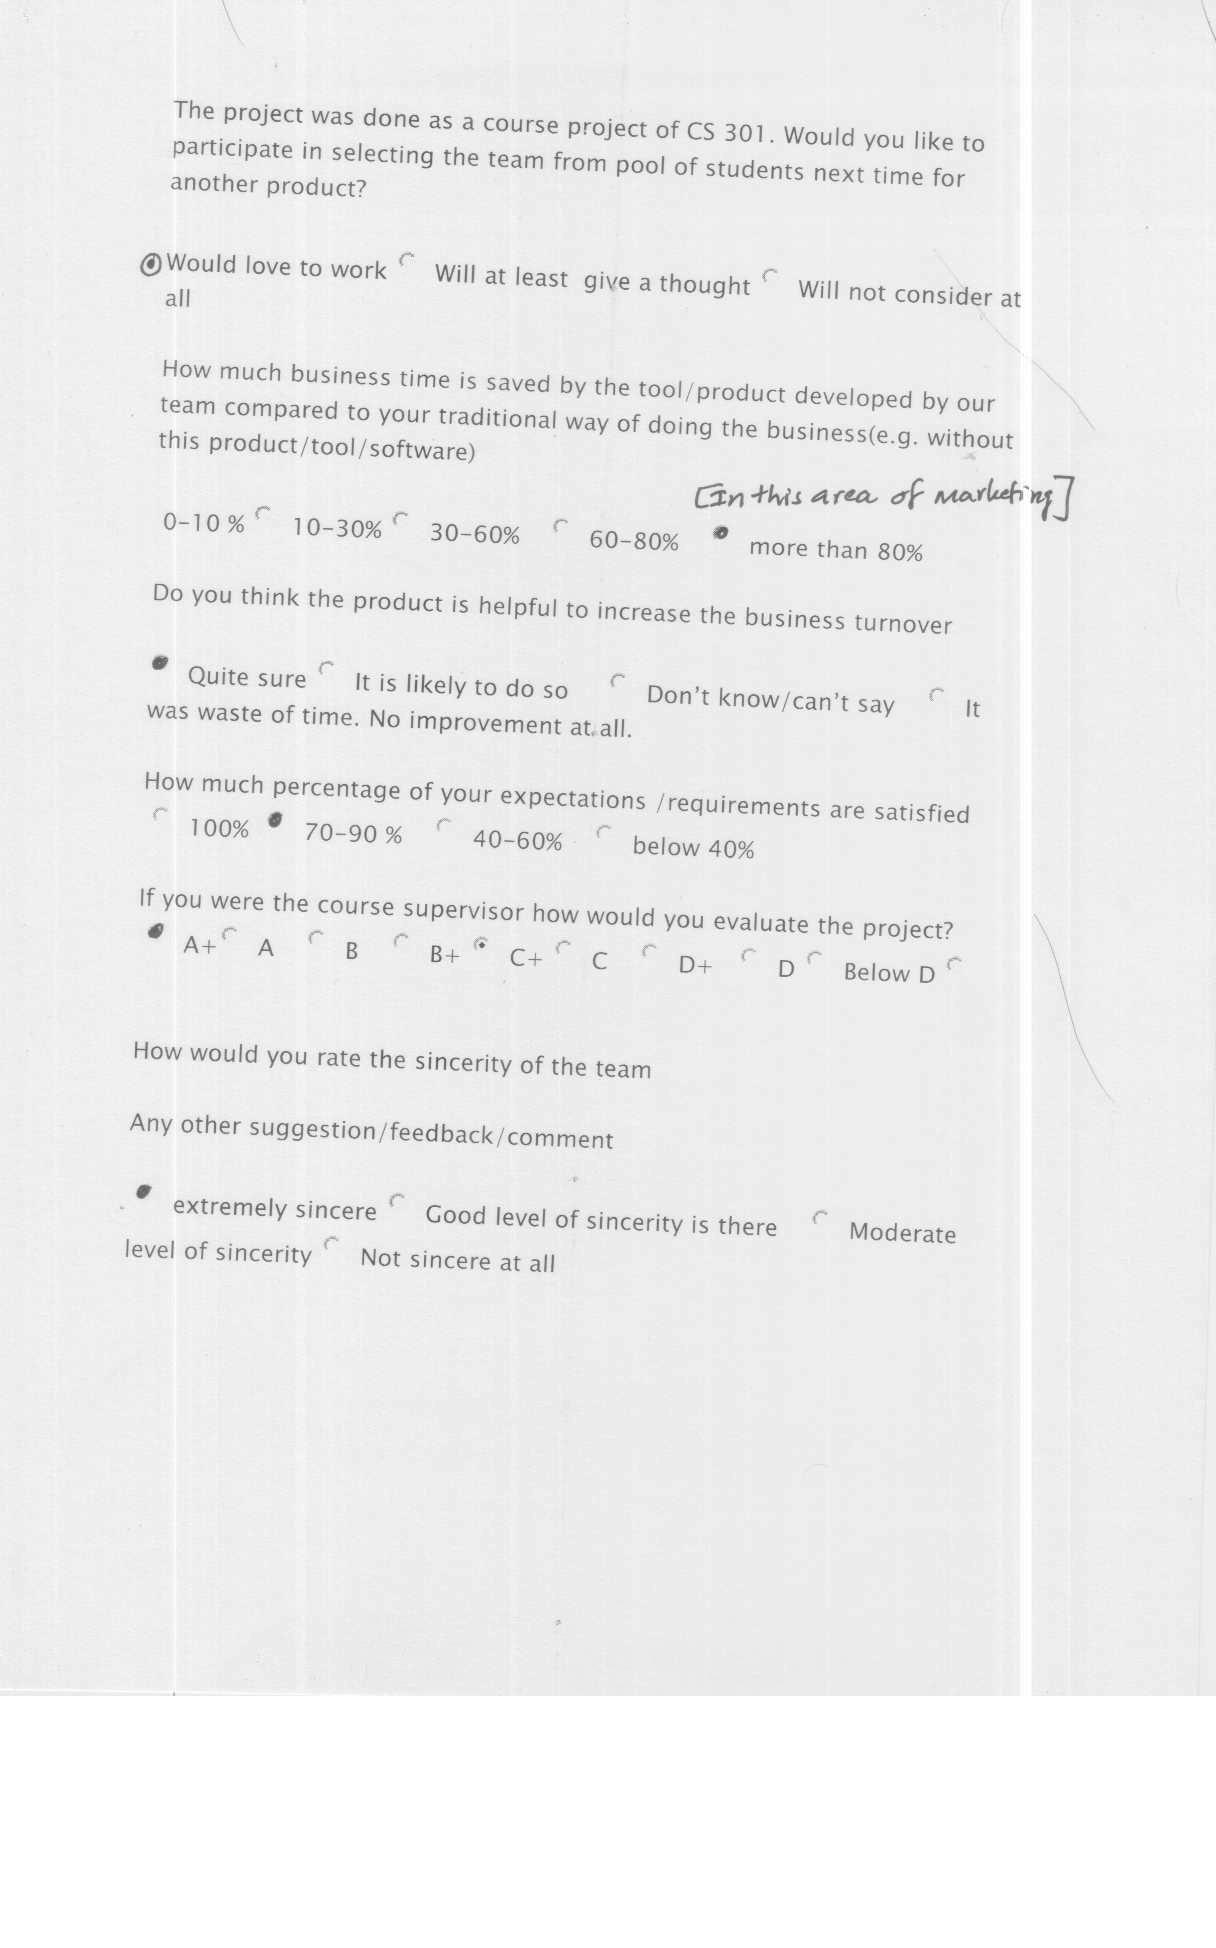 The project was done as a course project of CS 301. Would you like to
participate in selecting the team from pool of students next time for
another product?
Would love to work Will at least give a thought Will not consider at
all
How much business time is saved by the tool/product developed by our
team compared to your traditional way of doing the business(e.g. without
this product/tool/software)
[In this area of marketing]
0-10 % 10-30% 30-60% 60-80% more than 80%
Do you think the product is helpful to increase the business turnover
Quite sure It is likely to do so Don't know/can't say It
was waste of time. No improvement at all.
How much percentage of your expectations /requirements are satisfied
100% 70-90 % 40-60% below 40%
If you were the course supervisor how would you evaluate the project?
A+ A B B+ C+ C D+ D Below D
How would you rate the sincerity of the team
Any other suggestion/feedback/comment
extremely sincere Good level of sincerity is there Moderate
level of sincerity Not sincere at all